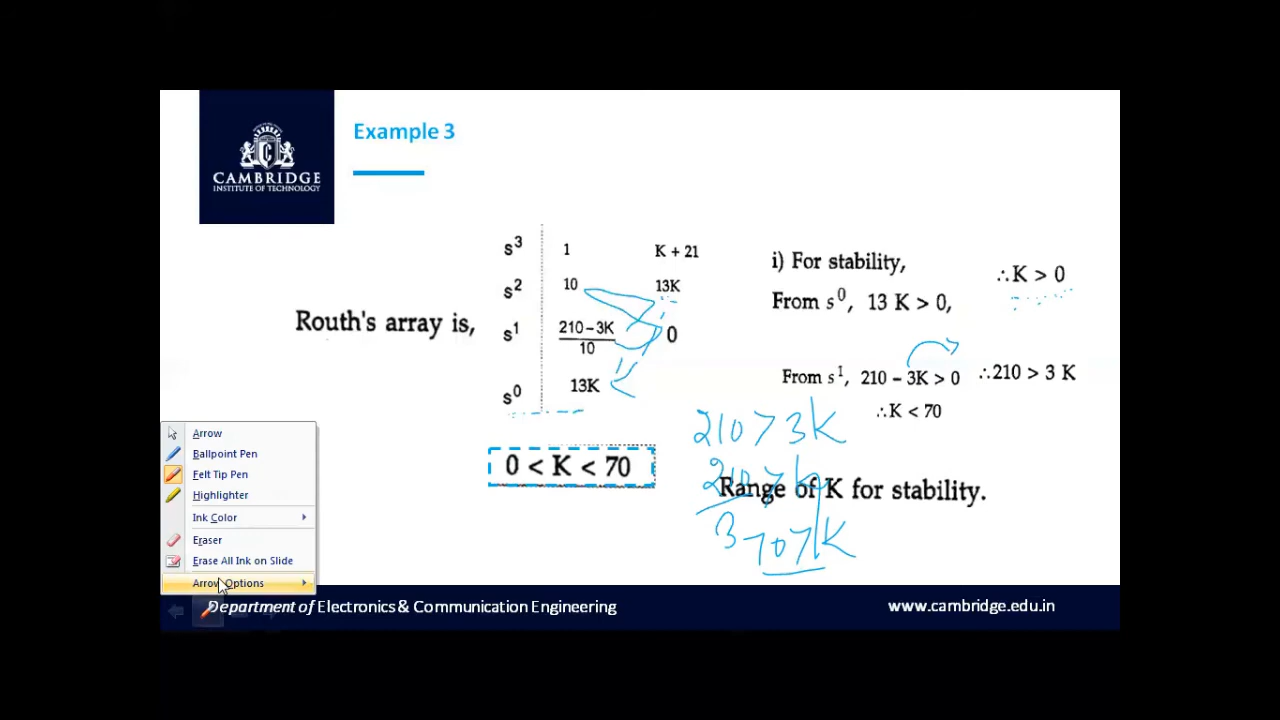 CAMBRIDGE
INSTITUTE OF TECHNOLOGY
Example 3
Routh's array is,
s³ 1 K + 21
s² 10 13K
s¹ 210 – 3K / 10 0
s⁰ 13K
i) For stability,
From s⁰, 13 K > 0,
∴K > 0
From s¹, 210 – 3K > 0 ∴210 > 3 K
∴K < 70
210 > 3K
210 > K
3
70 > K
0 < K < 70
Range of K for stability.
Arrow
Ballpoint Pen
Felt Tip Pen
Highlighter
Ink Color
Eraser
Erase All Ink on Slide
Arrow Options
Department of Electronics & Communication Engineering
www.cambridge.edu.in